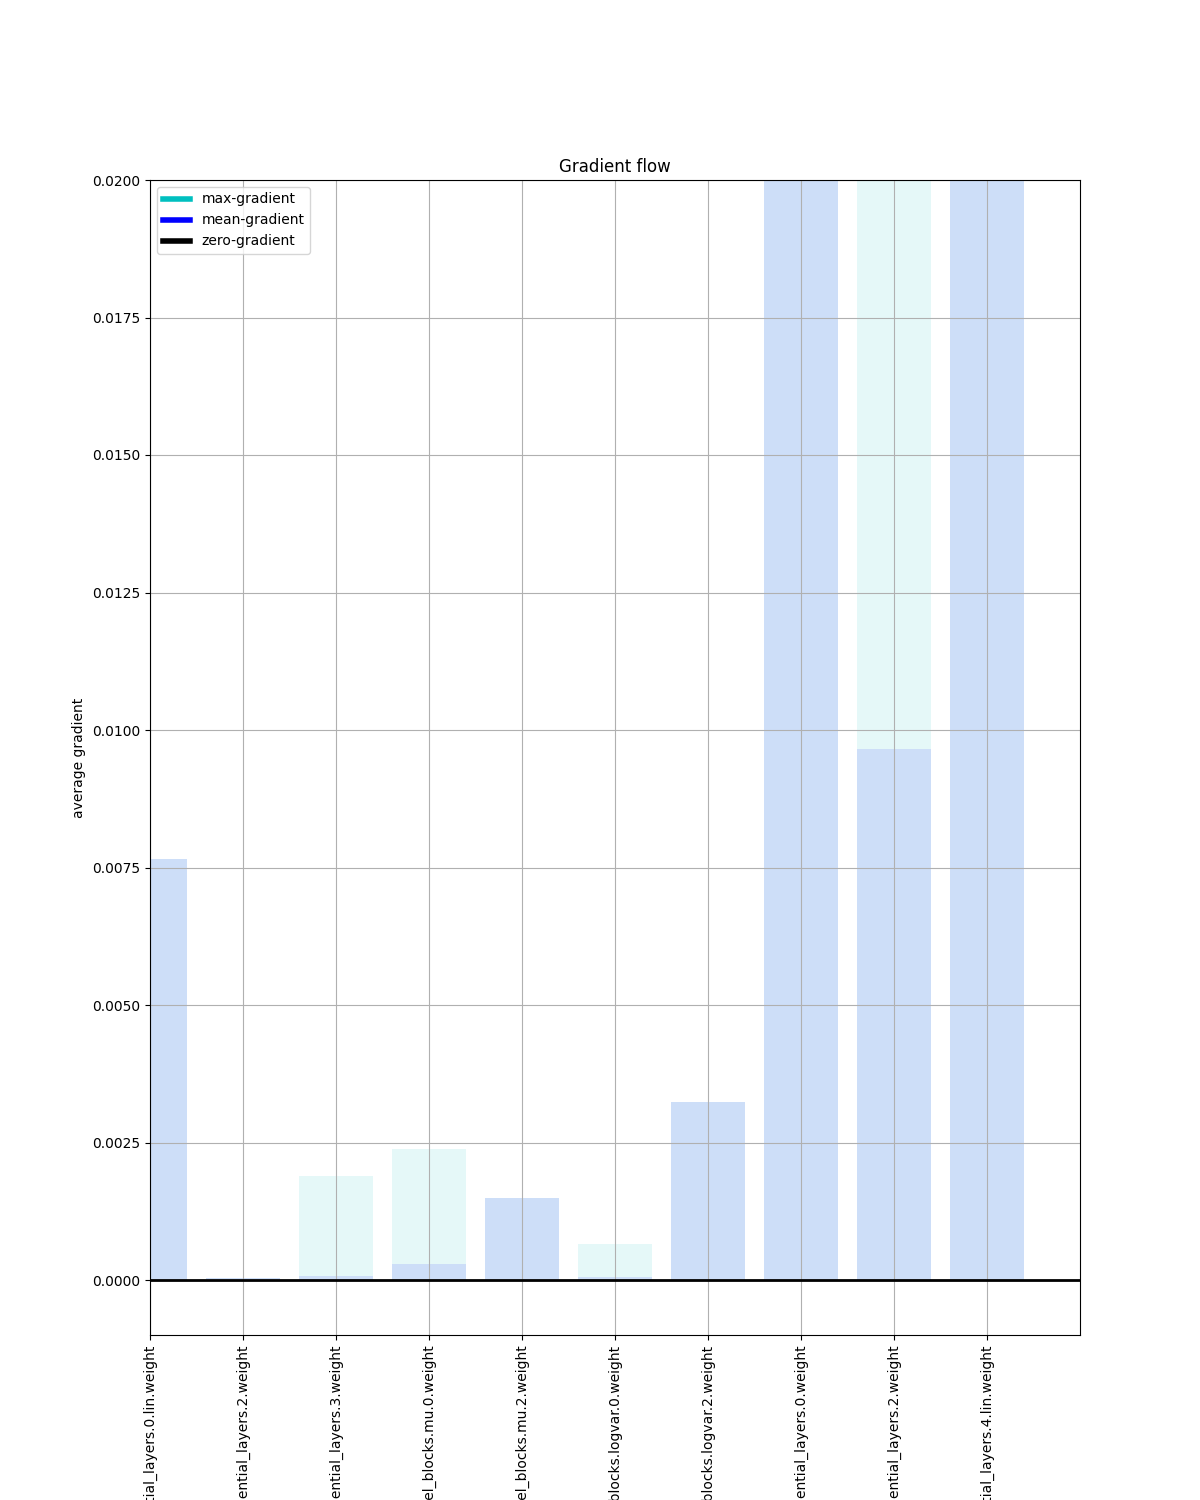 Gradient flow
max-gradient
mean-gradient
zero-gradient
0.0200
0.0175
0.0150
0.0125
0.0100
0.0075
0.0050
0.0025
0.0000
average gradient
tial_layers.0.lin.weight
ential_layers.2.weight
ential_layers.3.weight
el_blocks.mu.0.weight
el_blocks.mu.2.weight
blocks.logvar.0.weight
blocks.logvar.2.weight
ential_layers.0.weight
ential_layers.2.weight
tial_layers.4.lin.weight